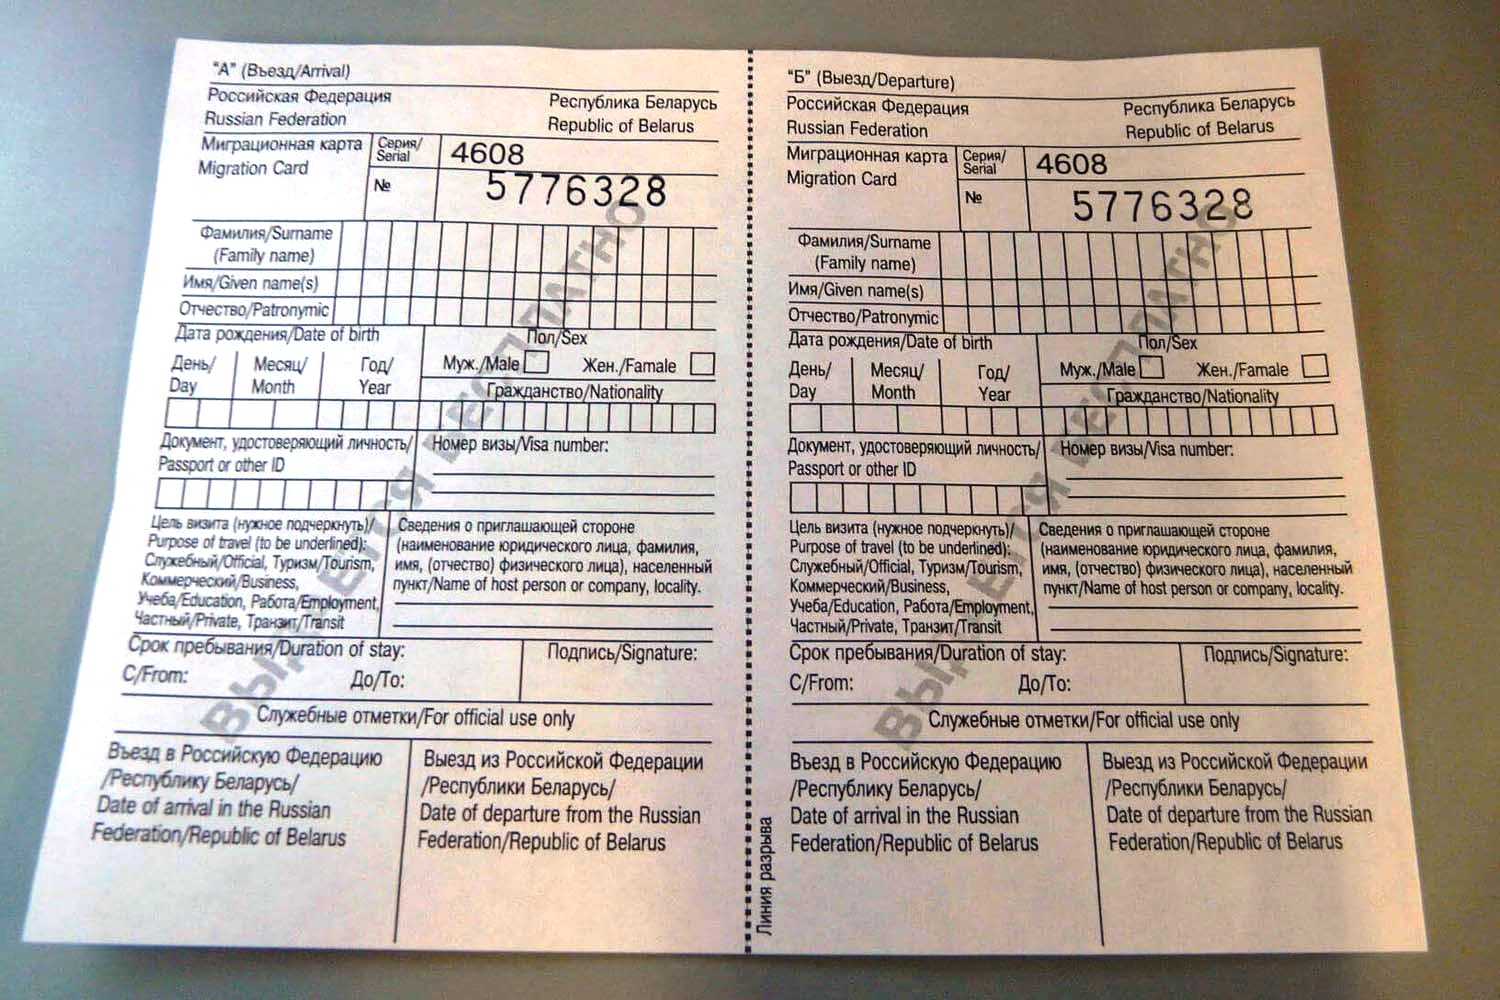 "А" (Въезд/Arrival)
Российская Федерация Республика Беларусь
Russian Federation Republic of Belarus
Миграционная карта Серия/ 4608
Migration Card Serial
№ 5776328
Фамилия/Surname
(Family name)
Имя/Given name(s)
Отчество/Patronymic
Дата рождения/Date of birth Пол/Sex
День/ Месяц/ Год/ Муж./Male Жен./Famale
Day Month Year Гражданство/Nationality
Документ, удостоверяющий личность/ Номер визы/Visa number:
Passport or other ID
Цель визита (нужное подчеркнуть)/ Сведения о приглашающей стороне
Purpose of travel (to be underlined): (наименование юридического лица, фамилия,
Служебный/Official, Туризм/Tourism, имя, (отчество) физического лица), населенный
Коммерческий/Business, пункт/Name of host person or company, locality.
Учеба/Education, Работа/Employment,
Частный/Private, Транзит/Transit
Срок пребывания/Duration of stay: Подпись/Signature:
С/From: До/To:
Служебные отметки/For official use only
Въезд в Российскую Федерацию Выезд из Российской Федерации
/Республику Беларусь/ /Республики Беларусь/
Date of arrival in the Russian Date of departure from the Russian
Federation/Republic of Belarus Federation/Republic of Belarus
ВЫДАЕТСЯ БЕСПЛАТНО
Линия разрыва
"Б" (Выезд/Departure)
Российская Федерация Республика Беларусь
Russian Federation Republic of Belarus
Миграционная карта Серия/ 4608
Migration Card Serial
№ 5776328
Фамилия/Surname
(Family name)
Имя/Given name(s)
Отчество/Patronymic
Дата рождения/Date of birth Пол/Sex
День/ Месяц/ Год/ Муж./Male Жен./Famale
Day Month Year Гражданство/Nationality
Документ, удостоверяющий личность/ Номер визы/Visa number:
Passport or other ID
Цель визита (нужное подчеркнуть)/ Сведения о приглашающей стороне
Purpose of travel (to be underlined): (наименование юридического лица, фамилия,
Служебный/Official, Туризм/Tourism, имя, (отчество) физического лица), населенный
Коммерческий/Business, пункт/Name of host person or company, locality.
Учеба/Education, Работа/Employment,
Частный/Private, Транзит/Transit
Срок пребывания/Duration of stay: Подпись/Signature:
С/From: До/To:
Служебные отметки/For official use only
Въезд в Российскую Федерацию Выезд из Российской Федерации
/Республику Беларусь/ /Республики Беларусь/
Date of arrival in the Russian Date of departure from the Russian
Federation/Republic of Belarus Federation/Republic of Belarus
ВЫДАЕТСЯ БЕСПЛАТНО